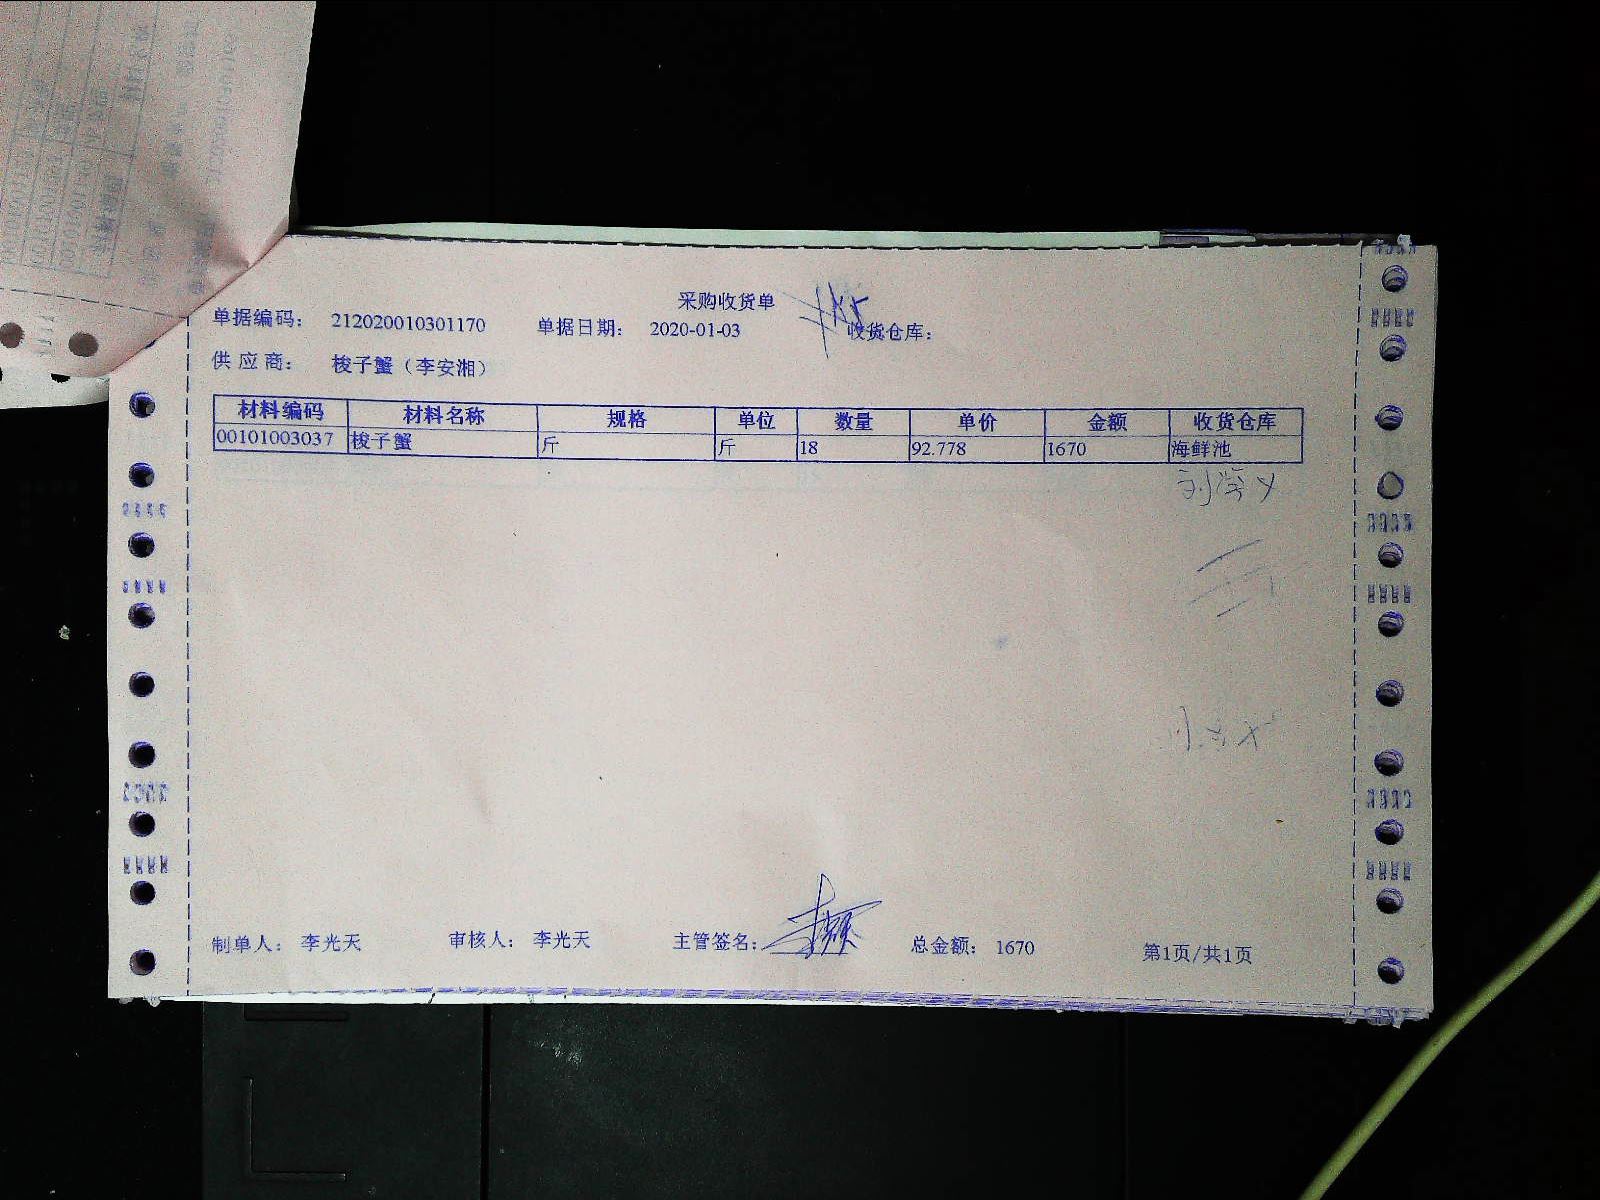 采购收货单
单据编码： 212020010301170 单据日期： 2020-01-03 收货仓库：
供 应 商： 梭子蟹（李安湘）
材料编码 材料名称 规格 单位 数量 单价 金额 收货仓库
00101003037 梭子蟹 斤 斤 18 92.778 1670 海鲜池
制单人： 李光天 审核人： 李光天 主管签名： 总金额： 1670 第1页/共1页